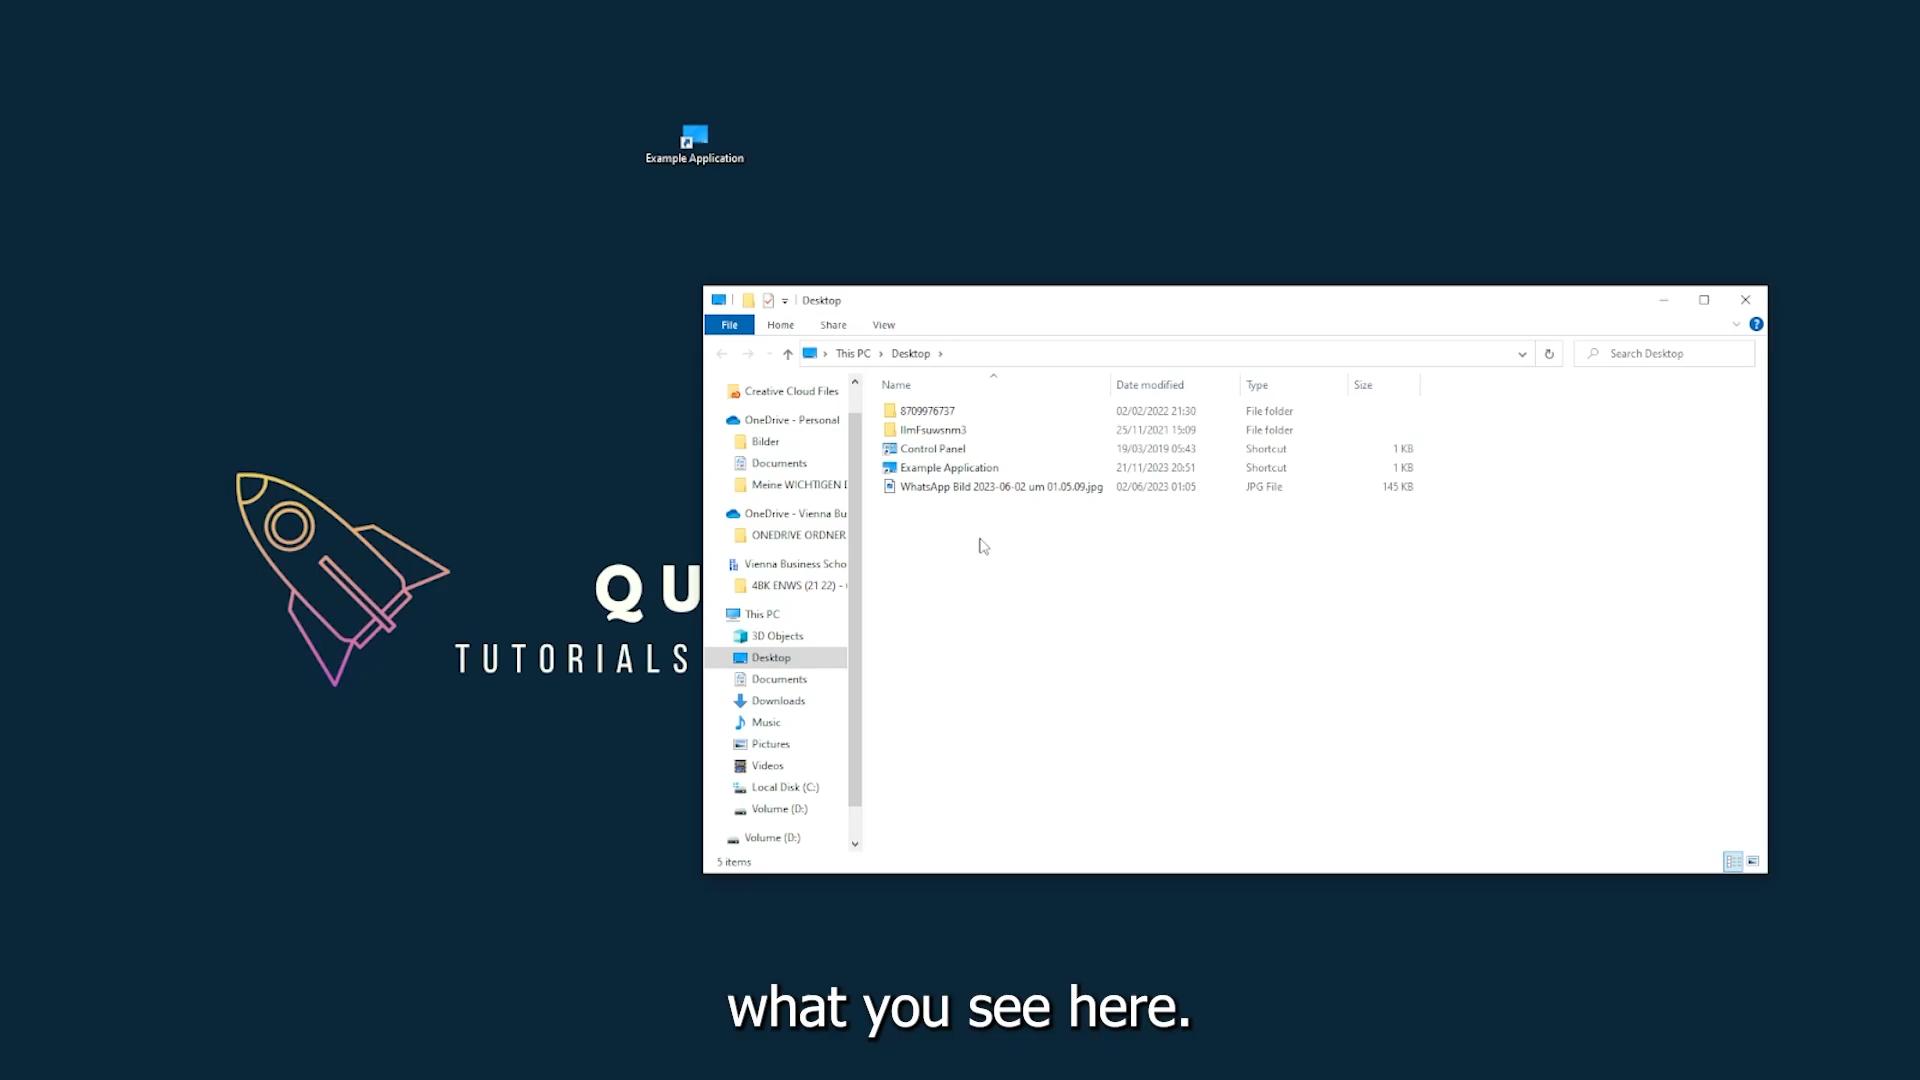 Example Application
QU
TUTORIALS
Desktop
File Home Share View
This PC Desktop
Search Desktop
Name Date modified Type Size
8709976737 02/02/2022 21:30 File folder
IlmFsuwsnm3 25/11/2021 15:09 File folder
Control Panel 19/03/2019 05:43 Shortcut 1 KB
Example Application 21/11/2023 20:51 Shortcut 1 KB
WhatsApp Bild 2023-06-02 um 01.05.09.jpg 02/06/2023 01:05 JPG File 145 KB
Creative Cloud Files
OneDrive - Personal
Bilder
Documents
Meine WICHTIGEN D
OneDrive - Vienna Bu
ONEDRIVE ORDNER
Vienna Business Scho
4BK ENWS (21 22) -
This PC
3D Objects
Desktop
Documents
Downloads
Music
Pictures
Videos
Local Disk (C:)
Volume (D:)
Volume (D:)
5 items
what you see here.